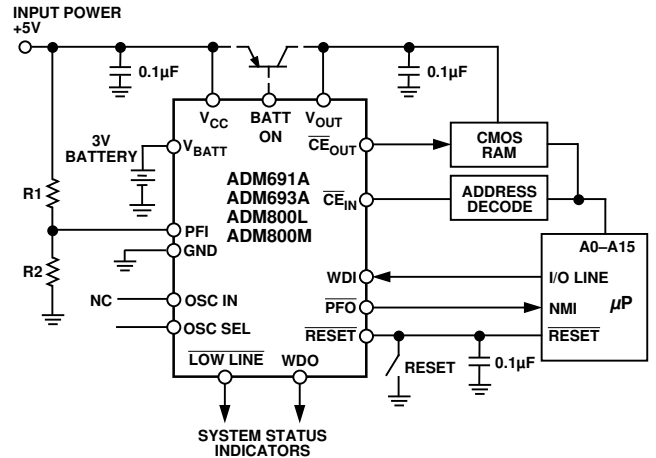 INPUT POWER
+5V
0.1µF
0.1µF
VCC
BATT
ON
VOUT
3V
BATTERY
VBATT
CEOUT
CMOS
RAM
ADM691A
ADM693A
ADM800L
ADM800M
R1
CEIN
ADDRESS
DECODE
PFI
GND
A0–A15
R2
WDI
I/O LINE
µP
NC
OSC IN
PFO
NMI
OSC SEL
RESET
RESET
LOW LINE
WDO
RESET
0.1µF
SYSTEM STATUS
INDICATORS